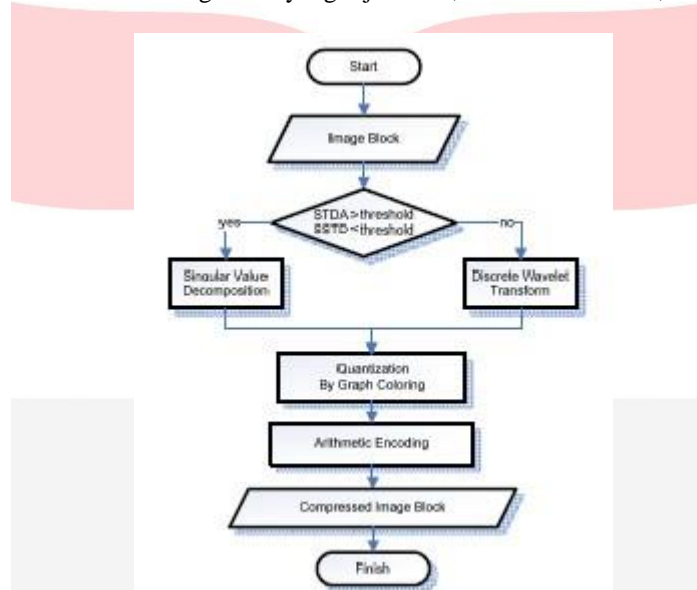 Start
Image Block
STDA>threshold
<threshold
yes
no
Singular Value
Decomposition
Discrete Wavelet
Transform
Quantization
By Graph Coloring
Arithmetic Encoding
Compressed Image Block
Finish